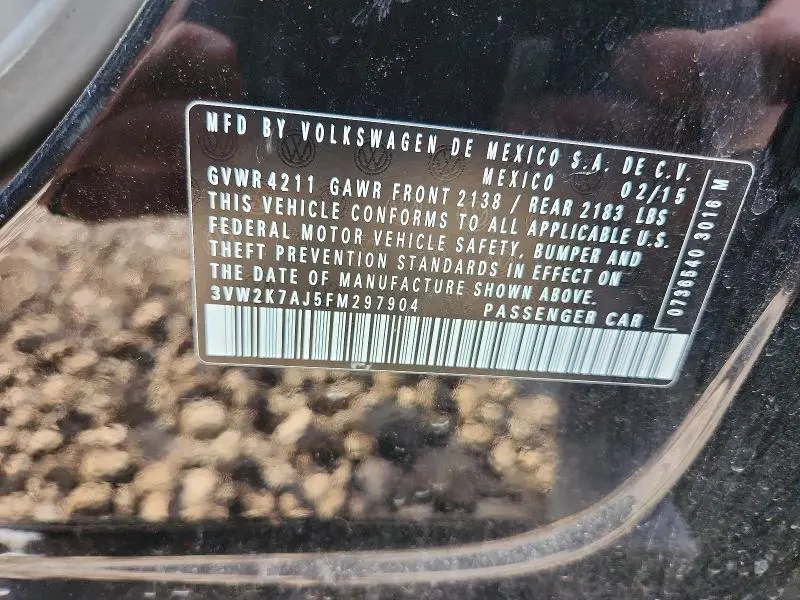 MFD BY VOLKSWAGEN DE MEXICO S.A. DE C.V.
MEXICO 02/15
GVWR 4211 GAWR FRONT 2138 / REAR 2183 LBS
THIS VEHICLE CONFORMS TO ALL APPLICABLE U.S.
FEDERAL MOTOR VEHICLE SAFETY, BUMPER AND
THEFT PREVENTION STANDARDS IN EFFECT ON
THE DATE OF MANUFACTURE SHOWN ABOVE.
3VW2K7AJ5FM297904 PASSENGER CAR
0736540 3016 M